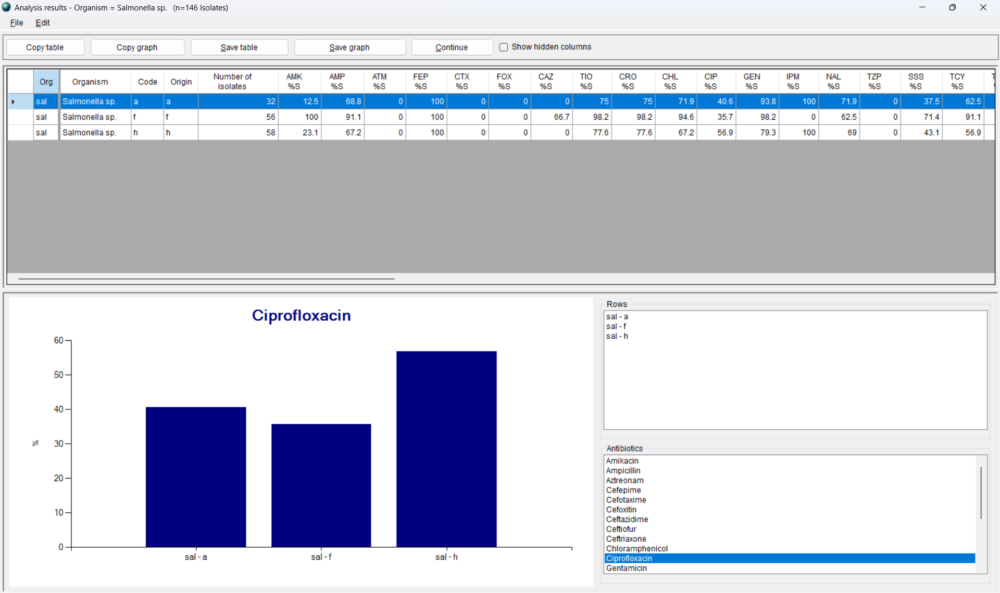 Analysis results - Organism = Salmonella sp. (n=146 Isolates)
File Edit
Copy table Copy graph Save table Save graph Continue Show hidden columns
Org Organism Code Origin Number of isolates AMK %S AMP %S ATM %S FEP %S CTX %S FOX %S CAZ %S TIO %S CRO %S CHL %S CIP %S GEN %S IPM %S NAL %S TZP %S SSS %S TCY %S
sal Salmonella sp. a a 32 12.5 68.8 0 100 0 0 0 75 75 71.9 40.6 93.8 100 71.9 0 37.5 62.5
sal Salmonella sp. f f 56 100 91.1 0 100 0 0 66.7 98.2 98.2 94.6 35.7 98.2 0 62.5 0 71.4 91.1
sal Salmonella sp. h h 58 23.1 67.2 0 100 0 0 0 77.6 77.6 67.2 56.9 79.3 100 69 0 43.1 56.9
Ciprofloxacin
60
50
40
30
20
10
0
%
sal - a sal - f sal - h
Rows
sal - a
sal - f
sal - h
Antibiotics
Amikacin
Ampicillin
Aztreonam
Cefepime
Cefotaxime
Cefoxitin
Ceftazidime
Ceftiofur
Ceftriaxone
Chloramphenicol
Ciprofloxacin
Gentamicin